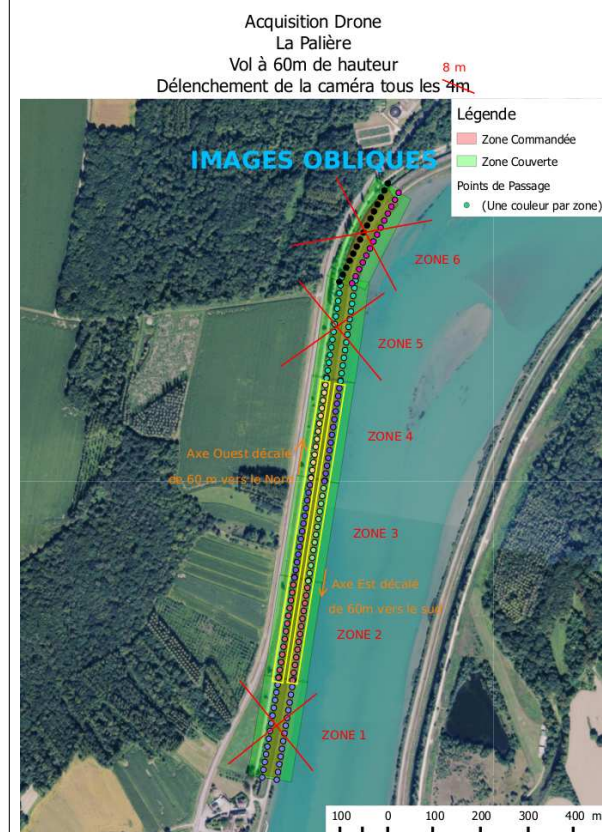 Acquisition Drone
La Palière
Vol à 60m de hauteur
8 m
Délenchement de la caméra tous les 4m
Légende
Zone Commandée
Zone Couverte
Points de Passage
(Une couleur par zone)
IMAGES OBLIQUES
ZONE 6
ZONE 5
ZONE 4
Axe Ouest décalé
de 60 m vers le Nord
ZONE 3
Axe Est décalé
de 60m vers le sud
ZONE 2
ZONE 1
100 0 100 200 300 400 m